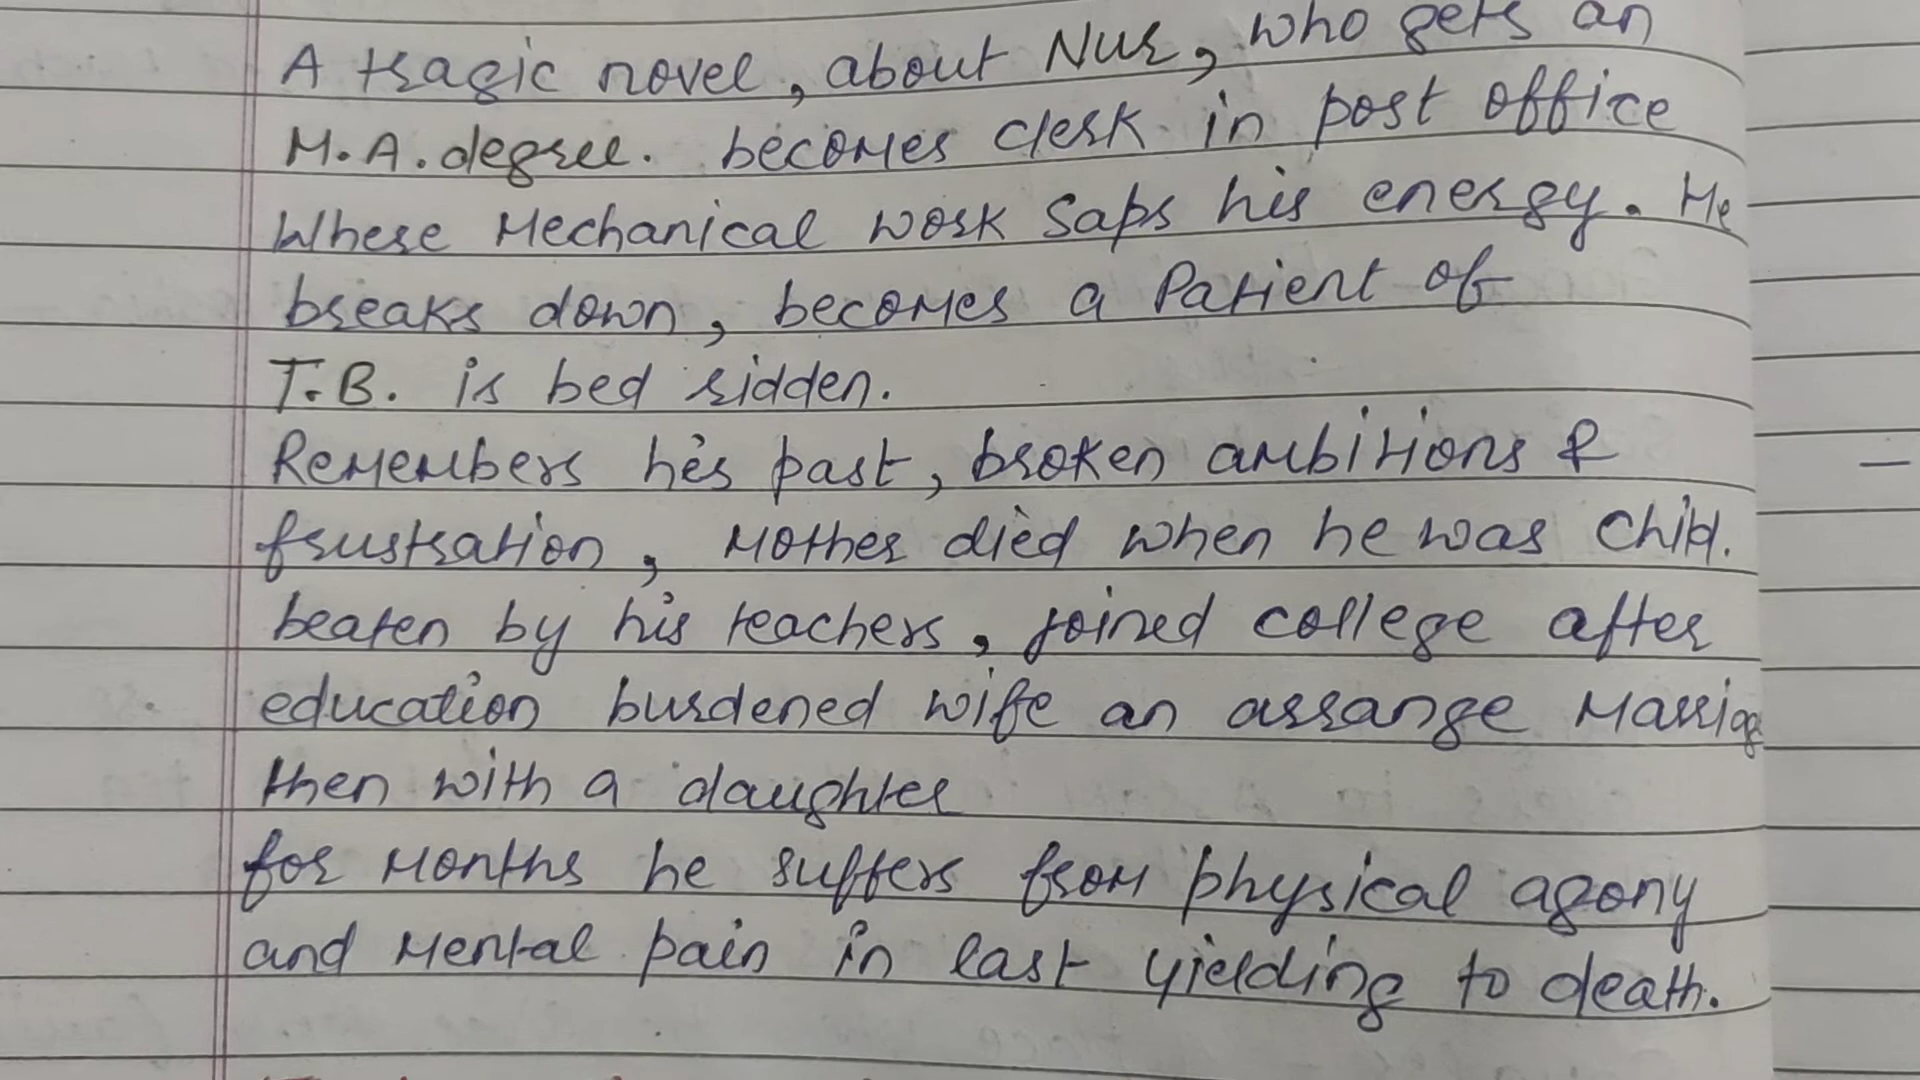 A tragic novel, about Nur, who gets an
M.A. degree. becomes clerk in post office
Where Mechanical work Saps his energy. He
breaks down, becomes a Patient of
T.B. is bed ridden.
Remembers his past, broken ambitions &
frustration, Mother died when he was child.
beaten by his teachers, joined college after
education burdened wife an arrange Marriag
then with a daughter
for Months he suffers from physical agony
and Mental pain in last yielding to death.